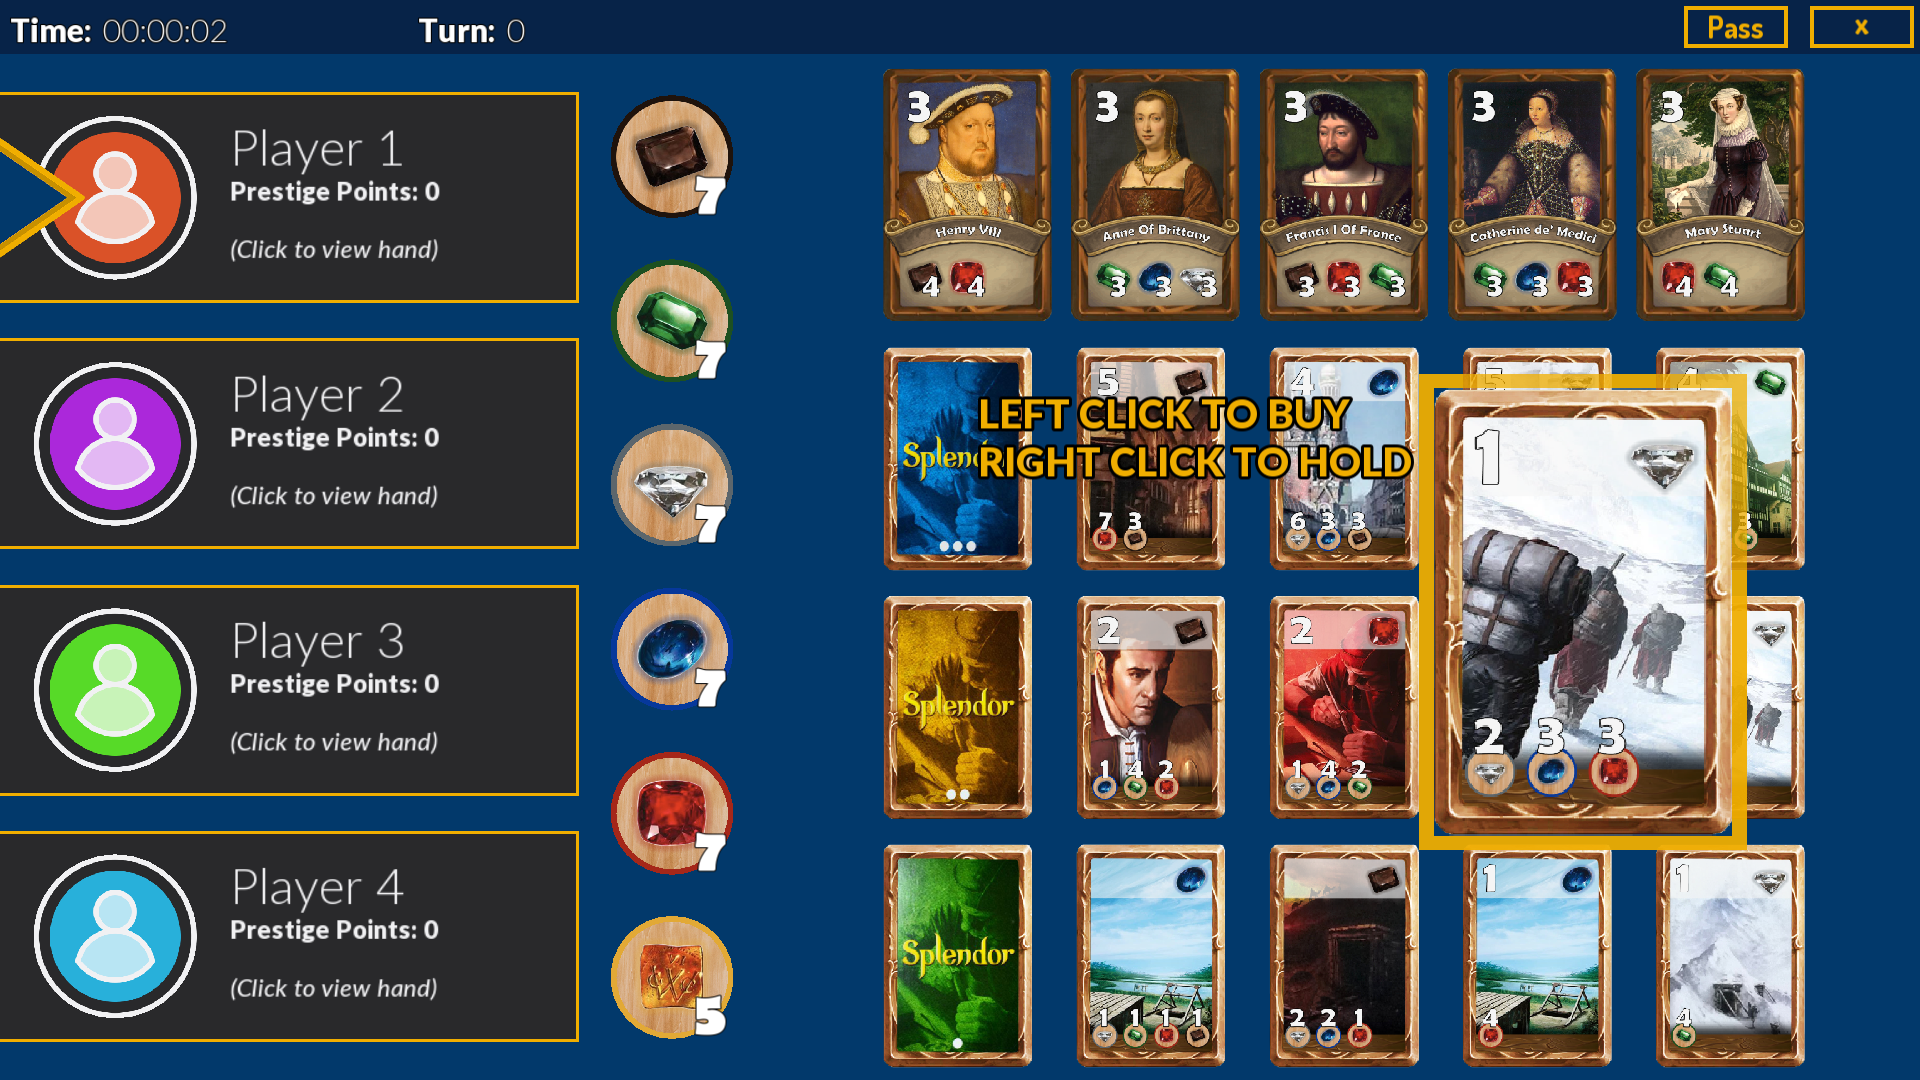 Time: 00:00:02
Turn: 0
Pass
x
Player 1
Prestige Points: 0
(Click to view hand)
Player 2
Prestige Points: 0
(Click to view hand)
Player 3
Prestige Points: 0
(Click to view hand)
Player 4
Prestige Points: 0
(Click to view hand)
7
7
7
7
7
5
3
Henry VIII
4 4
3
Anne Of Brittany
3 3 3
3
Francis I Of France
3 3 3
3
Catherine de' Medici
3 3 3
3
Mary Stuart
4 4
LEFT CLICK TO BUY
RIGHT CLICK TO HOLD
Splend
5
7 3
4
6 3 3
5
4
3
1
2 3 3
Splendor
2
1 4 2
2
1 4 2
Splendor
1 1 1 1
2 2 1
1
4
1
4